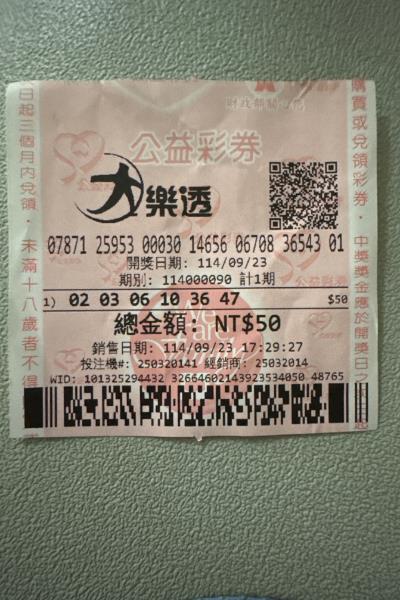 公益彩券
大樂透
07871 25953 00030 14656 06708 36543 01
開獎日期: 114/09/23
期別: 114000090 計1期
1) 02 03 06 10 36 47 $50
總金額: NT$50
銷售日期: 114/09/23 17:29:27
投注機#: 250320141 經銷商: 25032014
WID: 101325294432 32664602143923534050 48765
日起三個月內兌領。未滿十八歲者不得
購買或兌領彩券。中獎獎金應於開獎日之